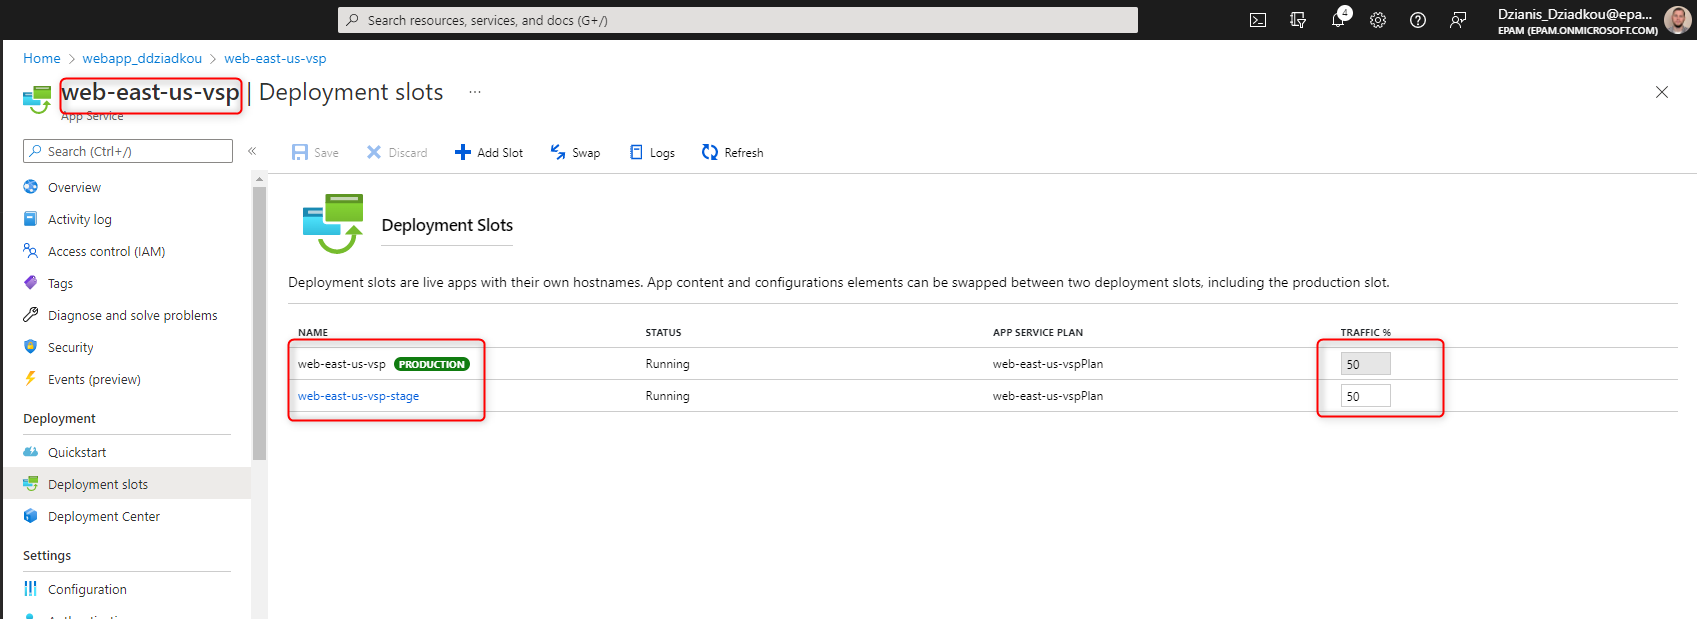 Search resources, services, and docs (G+/)
4
Dzianis_Dziadkou@epa...
EPAM (EPAM.ONMICROSOFT.COM)
Home > webapp_ddziadkou > web-east-us-vsp
web-east-us-vsp | Deployment slots ...
App Service
Search (Ctrl+/) «
Save Discard Add Slot Swap Logs Refresh
Overview
Activity log
Access control (IAM)
Tags
Diagnose and solve problems
Security
Events (preview)
Deployment
Quickstart
Deployment slots
Deployment Center
Settings
Configuration
Deployment Slots
Deployment slots are live apps with their own hostnames. App content and configurations elements can be swapped between two deployment slots, including the production slot.
NAME STATUS APP SERVICE PLAN TRAFFIC %
web-east-us-vsp PRODUCTION Running web-east-us-vspPlan 50
web-east-us-vsp-stage Running web-east-us-vspPlan 50